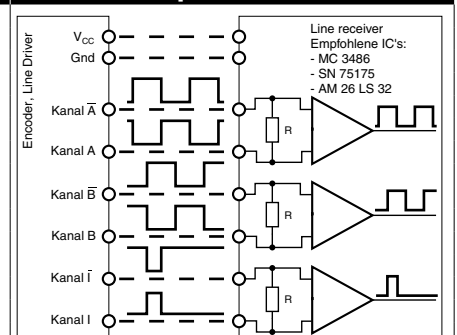 Encoder, Line Driver
V_CC
Gnd
Kanal A̅
Kanal A
Kanal B̅
Kanal B
Kanal I̅
Kanal I
Line receiver
Empfohlene IC's:
- MC 3486
- SN 75175
- AM 26 LS 32
R
R
R